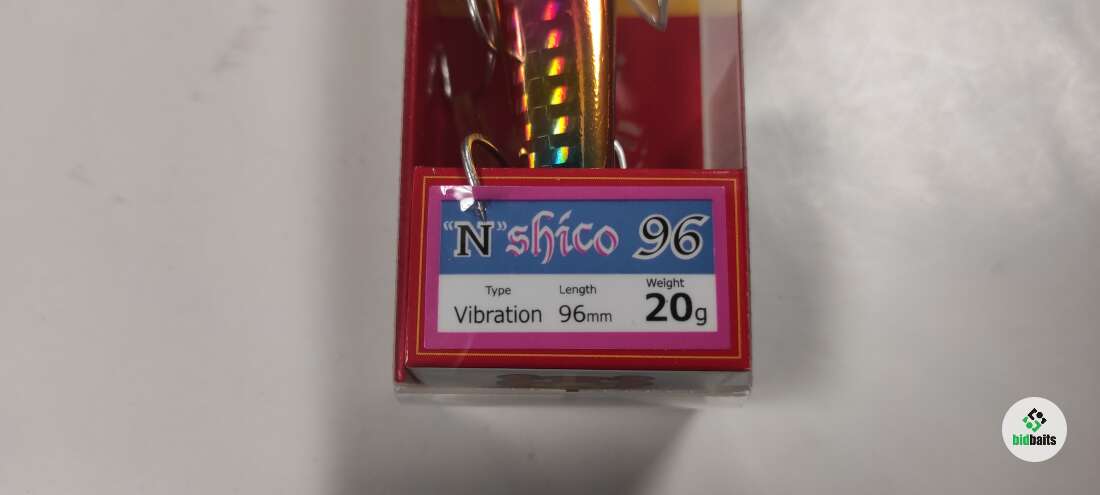 "N"shico 96
Type Length Weight
Vibration 96mm 20g
bidbaits